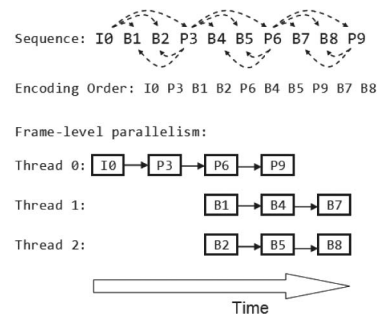 Sequence: I0 B1 B2 P3 B4 B5 P6 B7 B8 P9
Encoding Order: I0 P3 B1 B2 P6 B4 B5 P9 B7 B8
Frame-level parallelism:
Thread 0: I0 P3 P6 P9
Thread 1: B1 B4 B7
Thread 2: B2 B5 B8
Time